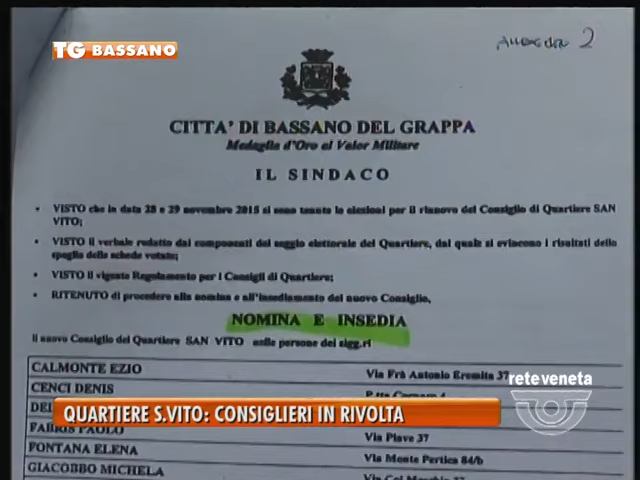 TG BASSANO
Allegato 2
CITTA' DI BASSANO DEL GRAPPA
Medaglia d'Oro al Valor Militare
IL SINDACO
• VISTO che in data 28 e 29 novembre 2015 si sono tenute le elezioni per il rinnovo del Consiglio di Quartiere SAN
VITO;
• VISTO il verbale redatto dai componenti del seggio elettorale del Quartiere, dal quale si evincono i risultati dello
spoglio delle schede votate;
• VISTO il vigente Regolamento per i Consigli di Quartiere;
• RITENUTO di procedere alla nomina e all'insediamento del nuovo Consiglio,
NOMINA E INSEDIA
Il nuovo Consiglio del Quartiere SAN VITO nelle persone dei sigg.ri
CALMONTE EZIO Via Frà Antonio Eremita 37
CENCI DENIS
reteveneta
QUARTIERE S.VITO: CONSIGLIERI IN RIVOLTA
FABRIS PAOLO Via Piave 37
FONTANA ELENA Via Monte Pertica 84/b
GIACOBBO MICHELA